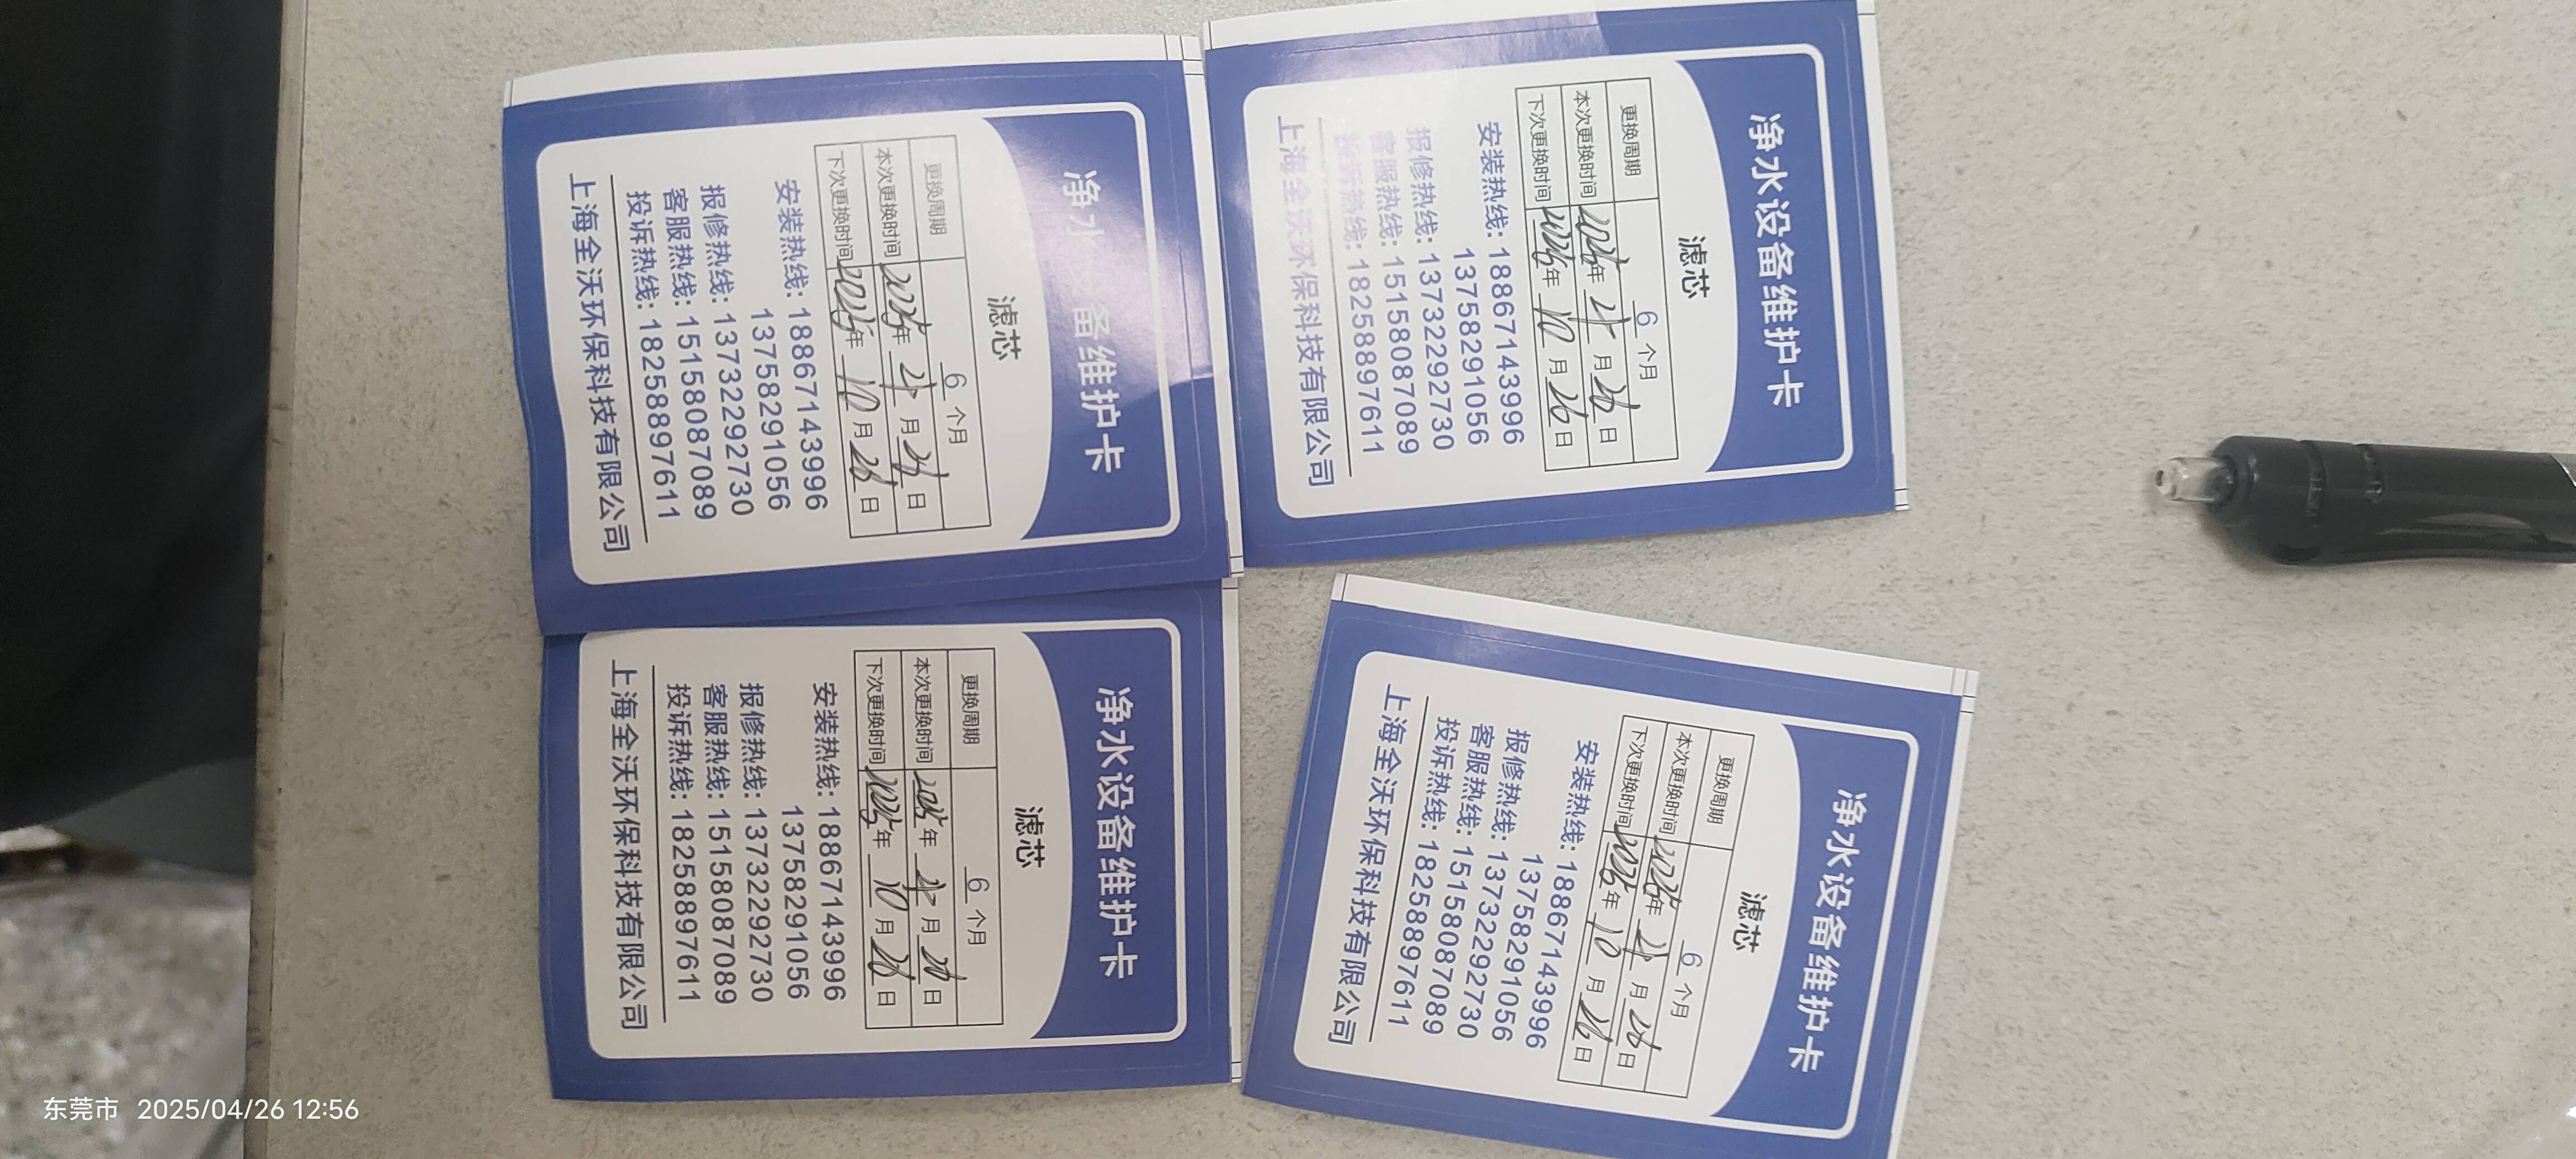 净水设备维护卡
滤芯
更换周期 6 个月
本次更换时间 2025年 4 月 26 日
下次更换时间 2025年 10 月 26 日
安装热线: 18867143996
13758291056
报修热线: 13732292730
客服热线: 15158087089
投诉热线: 18258897611
上海全沃环保科技有限公司
净水设备维护卡
滤芯
更换周期 6 个月
本次更换时间 2025年 4 月 26 日
下次更换时间 2025年 10 月 26 日
安装热线: 18867143996
13758291056
报修热线: 13732292730
客服热线: 15158087089
投诉热线: 18258897611
上海全沃环保科技有限公司
净水设备维护卡
滤芯
更换周期 6 个月
本次更换时间 2025年 4 月 26 日
下次更换时间 2025年 10 月 26 日
安装热线: 18867143996
13758291056
报修热线: 13732292730
客服热线: 15158087089
投诉热线: 18258897611
上海全沃环保科技有限公司
净水设备维护卡
滤芯
更换周期 6 个月
本次更换时间 2025年 4 月 26 日
下次更换时间 2025年 10 月 26 日
安装热线: 18867143996
13758291056
报修热线: 13732292730
客服热线: 15158087089
投诉热线: 18258897611
上海全沃环保科技有限公司
东莞市 2025/04/26 12:56